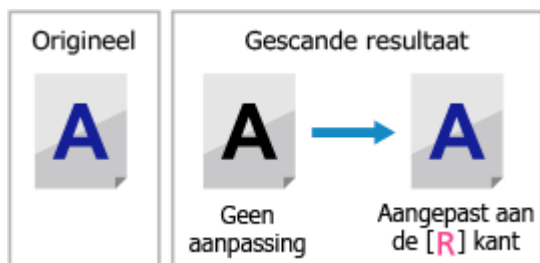 Origineel
A
Gescande resultaat
A
A
Geen
aanpassing
Aangepast aan
de [R] kant